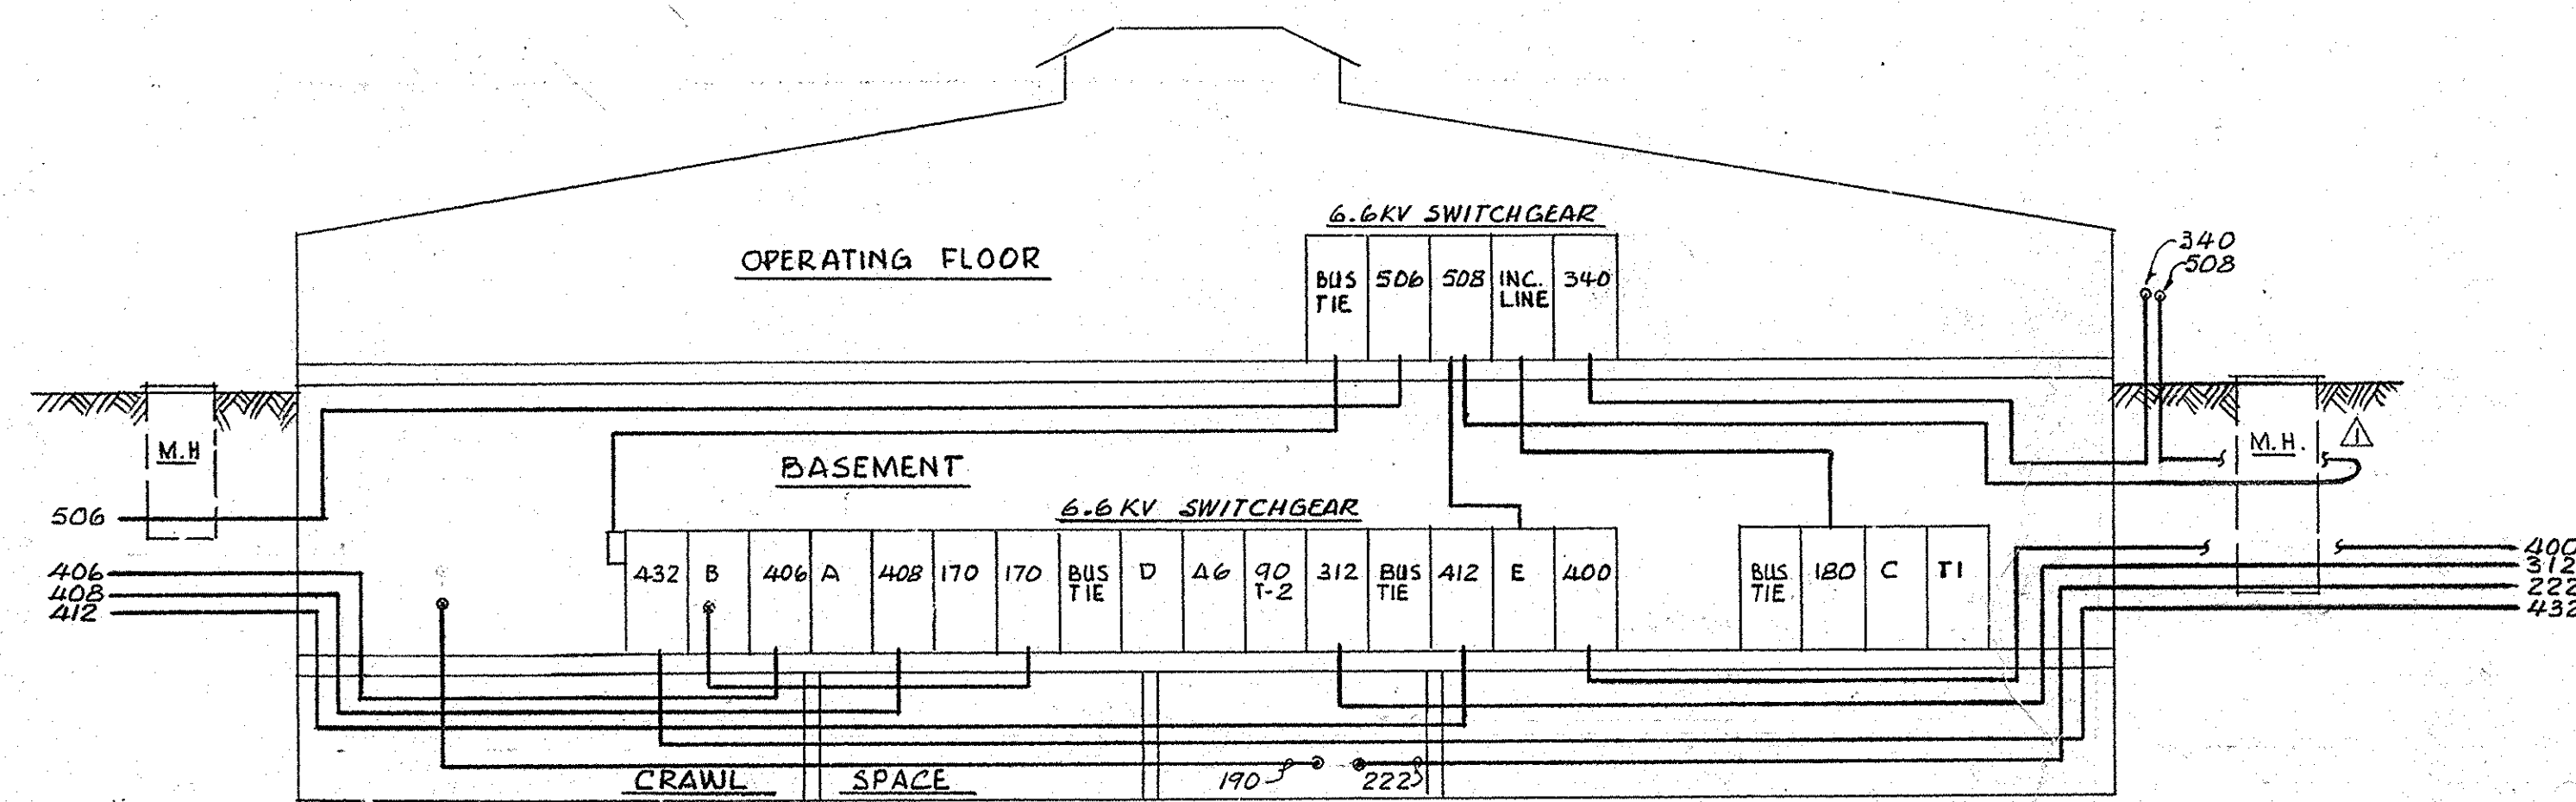 6.6KV SWITCHGEAR
OPERATING FLOOR
BUS TIE
506
508
INC. LINE
340
340
508
M.H
M.H.
1
BASEMENT
6.6KV SWITCHGEAR
506
406
408
412
432
B
406
A
408
170
170
BUS TIE
D
A6
90 T-2
312
BUS TIE
412
E
400
BUS TIE
180
C
T1
400
312
222
432
CRAWL SPACE
190
222